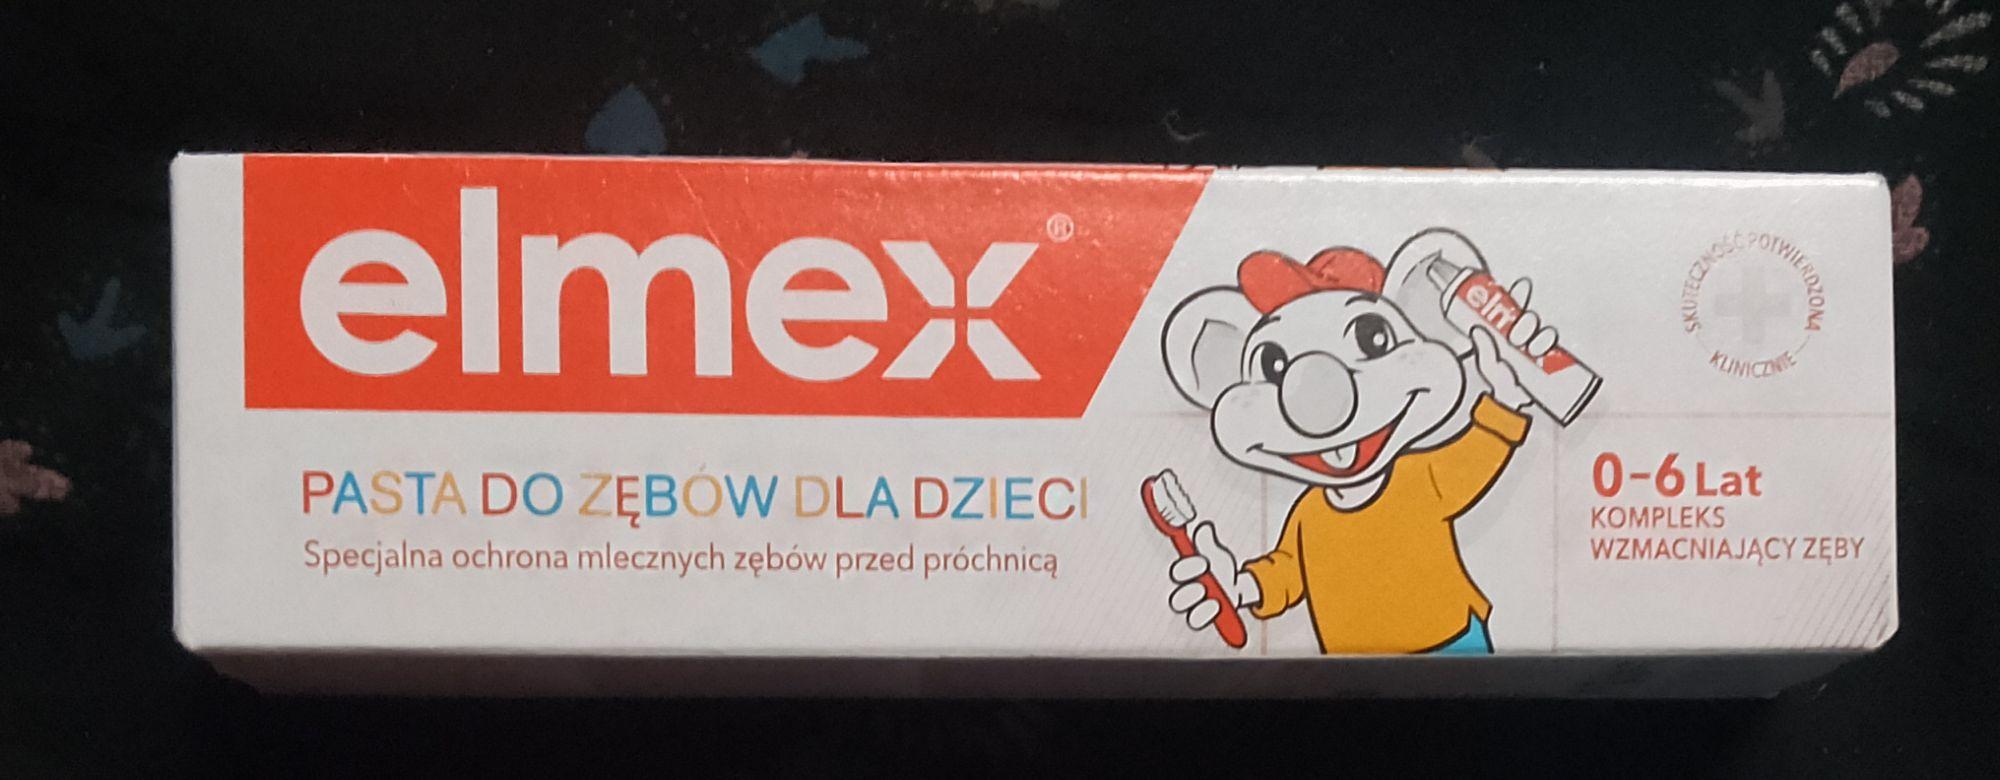 elmex®
PASTA DO ZĘBÓW DLA DZIECI
Specjalna ochrona mlecznych zębów przed próchnicą
elm x
SKUTECZNOŚĆ POTWIERDZONA
KLINICZNIE
0-6 Lat
KOMPLEKS
WZMACNIAJĄCY ZĘBY